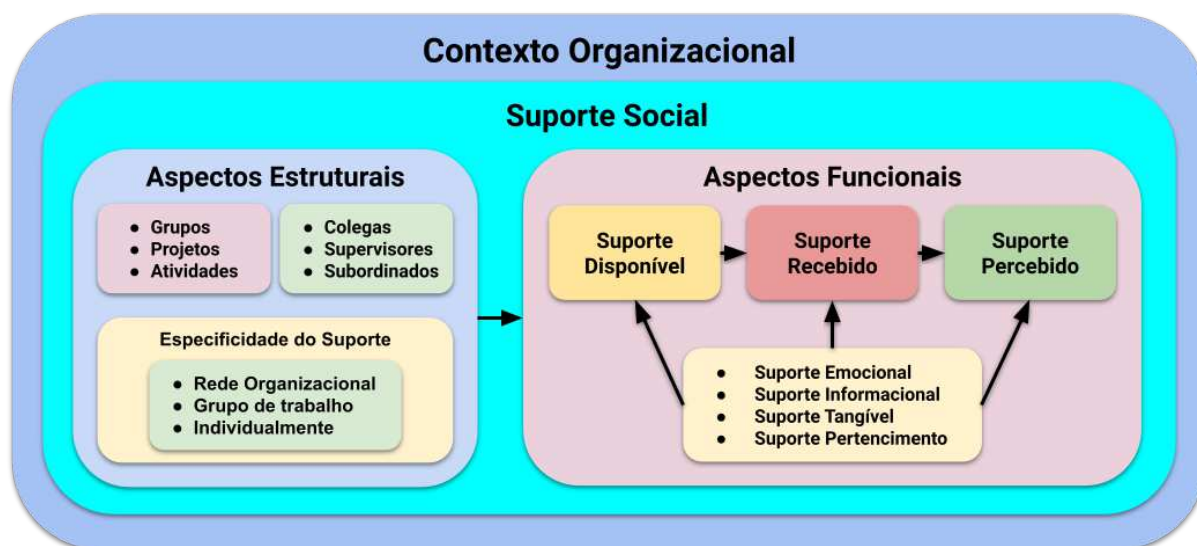 Contexto Organizacional
Suporte Social
Aspectos Estruturais
● Grupos
● Projetos
● Atividades
● Colegas
● Supervisores
● Subordinados
Especificidade do Suporte
● Rede Organizacional
● Grupo de trabalho
● Individualmente
Aspectos Funcionais
Suporte
Disponível
Suporte
Recebido
Suporte
Percebido
● Suporte Emocional
● Suporte Informacional
● Suporte Tangível
● Suporte Pertencimento